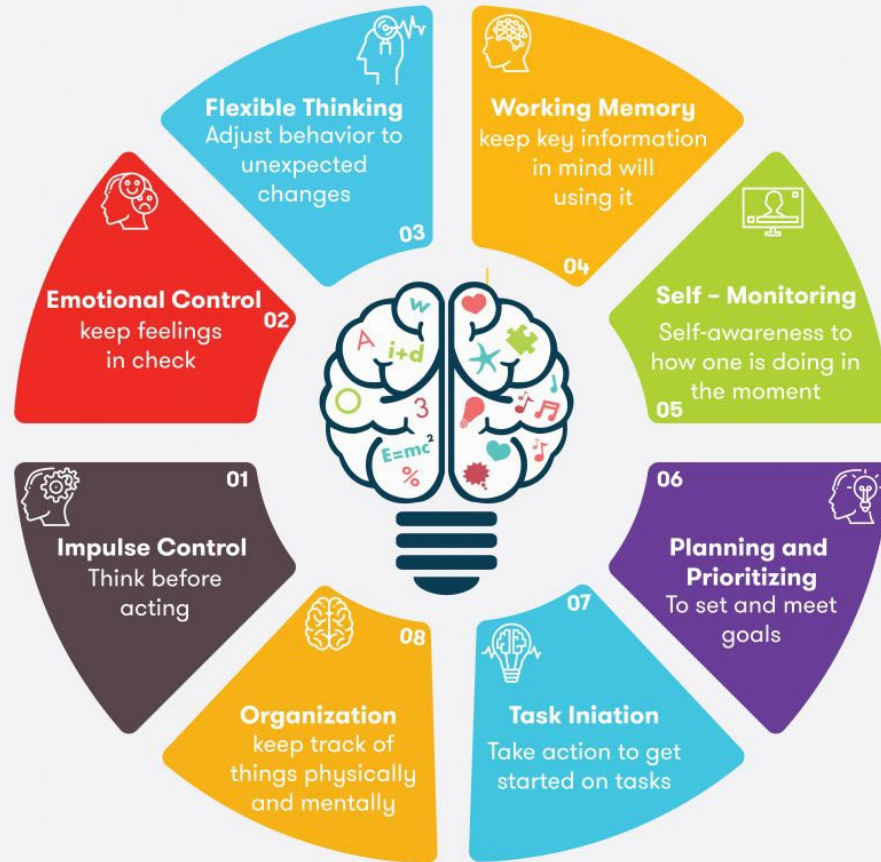 01
Impulse Control
Think before
acting
02
Emotional Control
keep feelings
in check
03
Flexible Thinking
Adjust behavior to
unexpected
changes
04
Working Memory
keep key information
in mind will
using it
05
Self - Monitoring
Self-awareness to
how one is doing in
the moment
06
Planning and
Prioritizing
To set and meet
goals
07
Task Iniation
Take action to get
started on tasks
08
Organization
keep track of
things physically
and mentally
w
A
i+d
3
E=mc²
%